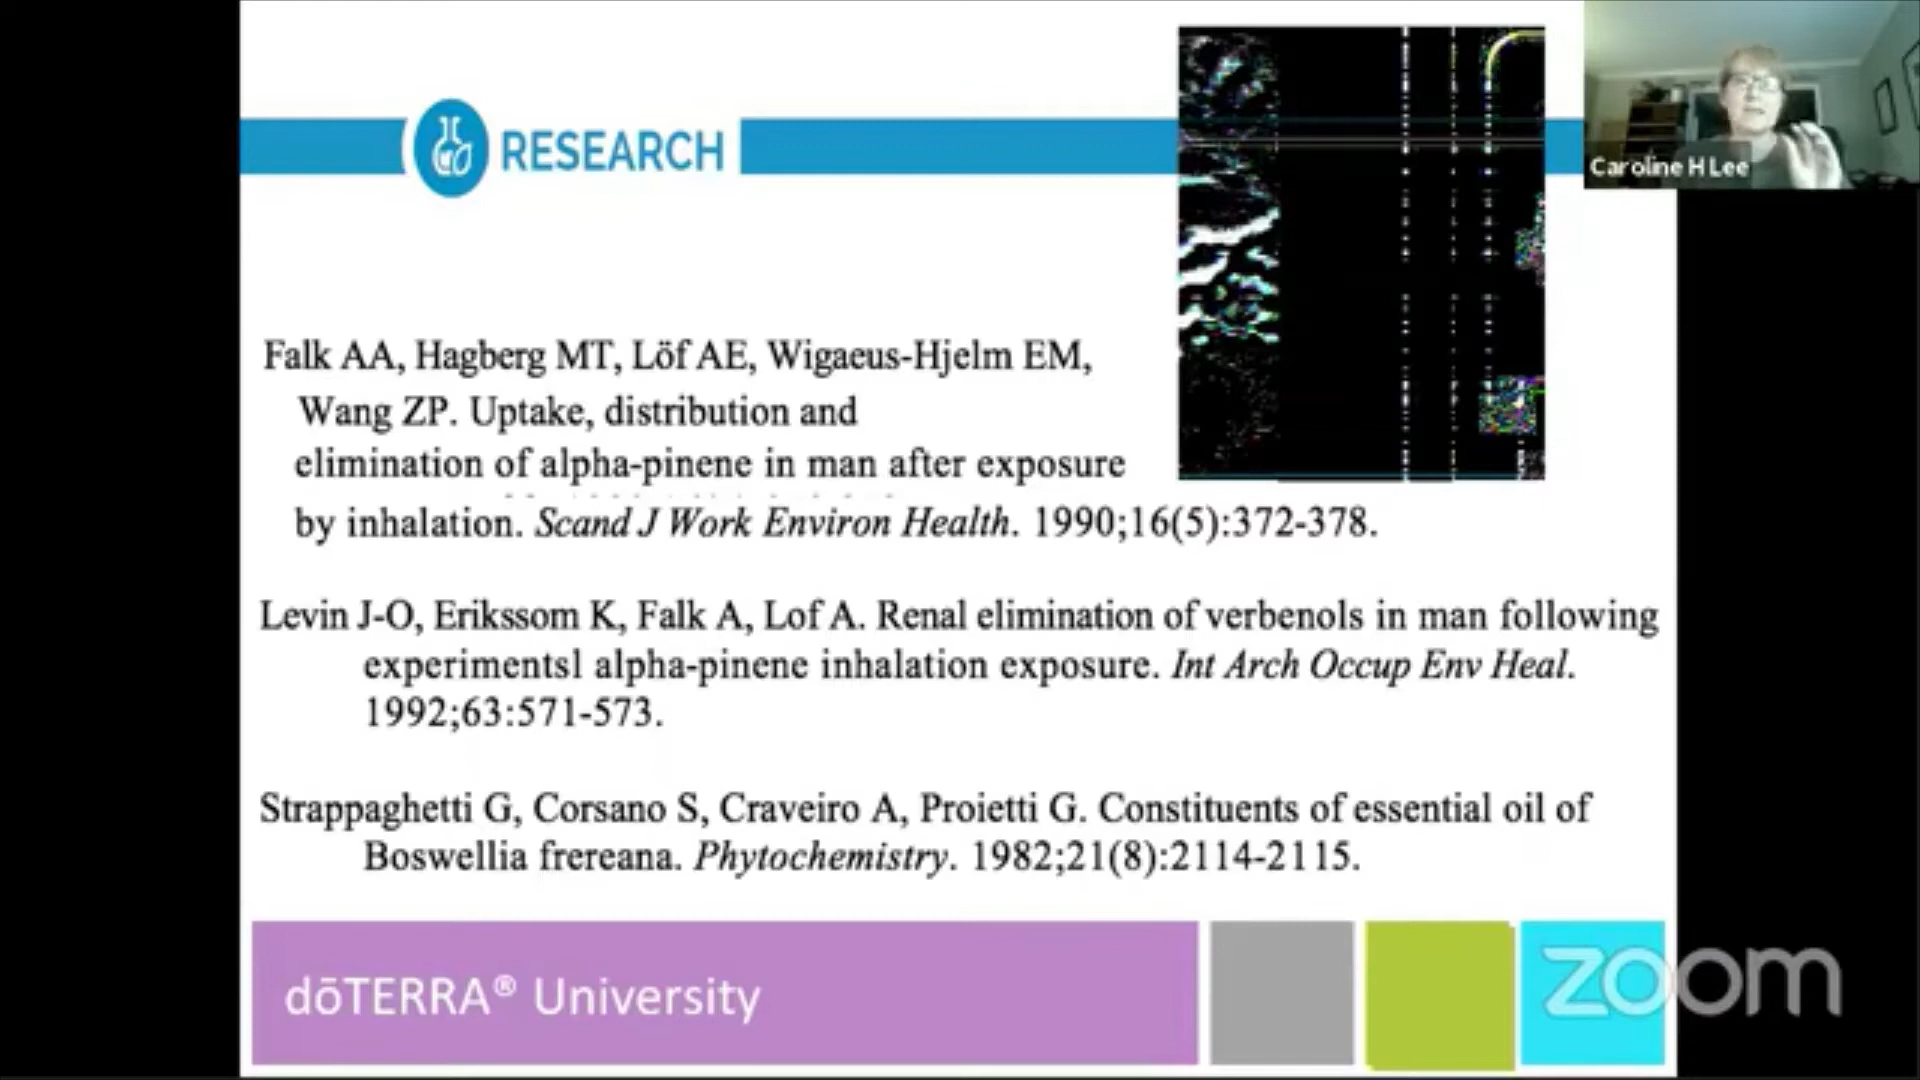 RESEARCH
Caroline H Lee
Falk AA, Hagberg MT, Löf AE, Wigaeus-Hjelm EM,
Wang ZP. Uptake, distribution and
elimination of alpha-pinene in man after exposure
by inhalation. Scand J Work Environ Health. 1990;16(5):372-378.
Levin J-O, Erikssom K, Falk A, Lof A. Renal elimination of verbenols in man following
experimentsl alpha-pinene inhalation exposure. Int Arch Occup Env Heal.
1992;63:571-573.
Strappaghetti G, Corsano S, Craveiro A, Proietti G. Constituents of essential oil of
Boswellia frereana. Phytochemistry. 1982;21(8):2114-2115.
dōTERRA® University
zoom